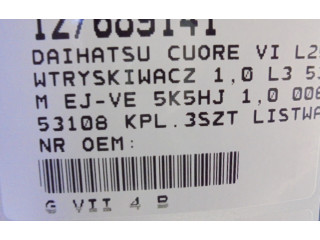 127689141
DAIHATSU CUORE VI L2
WTRYSKIWACZ 1,0 L3 5
M EJ-VE 5K5HJ 1,0 00
53108 KPL.3SZT LISTWA
NR OEM:
G VII 4 B